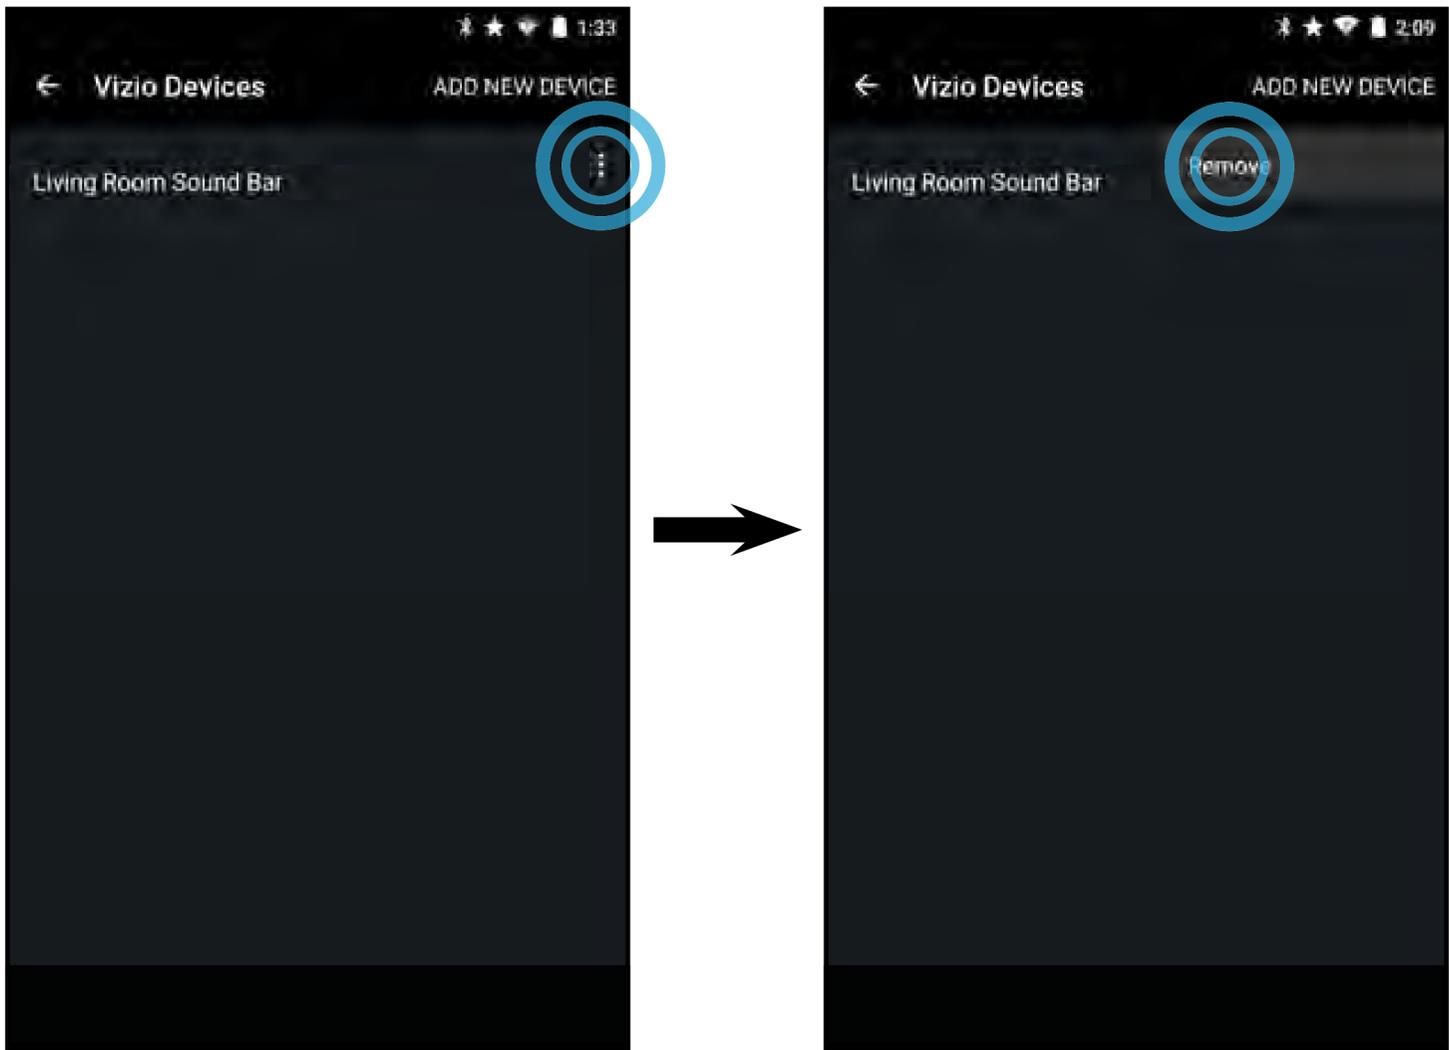 1:33
Vizio Devices ADD NEW DEVICE
Living Room Sound Bar
2:09
Vizio Devices ADD NEW DEVICE
Remove
Living Room Sound Bar